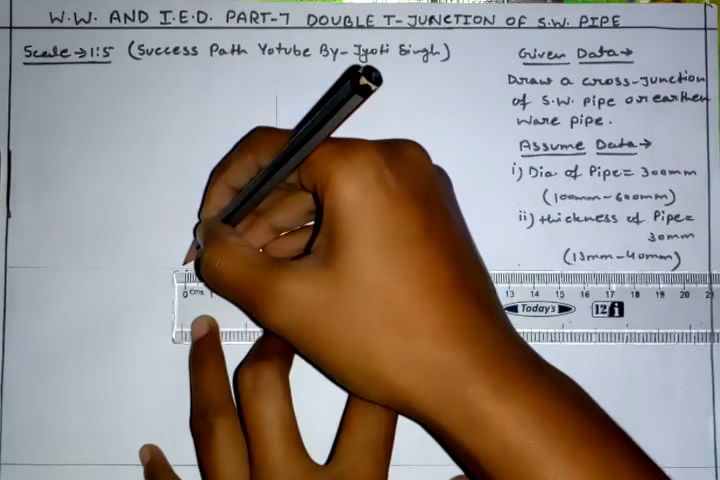 W.W. AND I.E.D. PART-7 DOUBLE T-JUNCTION OF S.W. PIPE
Scale→1:5 (Success Path Yotube By-Jyoti Singh)
Given Data→
Draw a cross-junction
of S.W. pipe or earthen
ware pipe.
Assume Data→
i) Dia of Pipe= 300mm
(100mm-600mm)
ii) thickness of Pipe=
30mm
(13mm-40mm)
0 cms 1 13 14 15 16 17 18 19 20 21
Today's 12 i